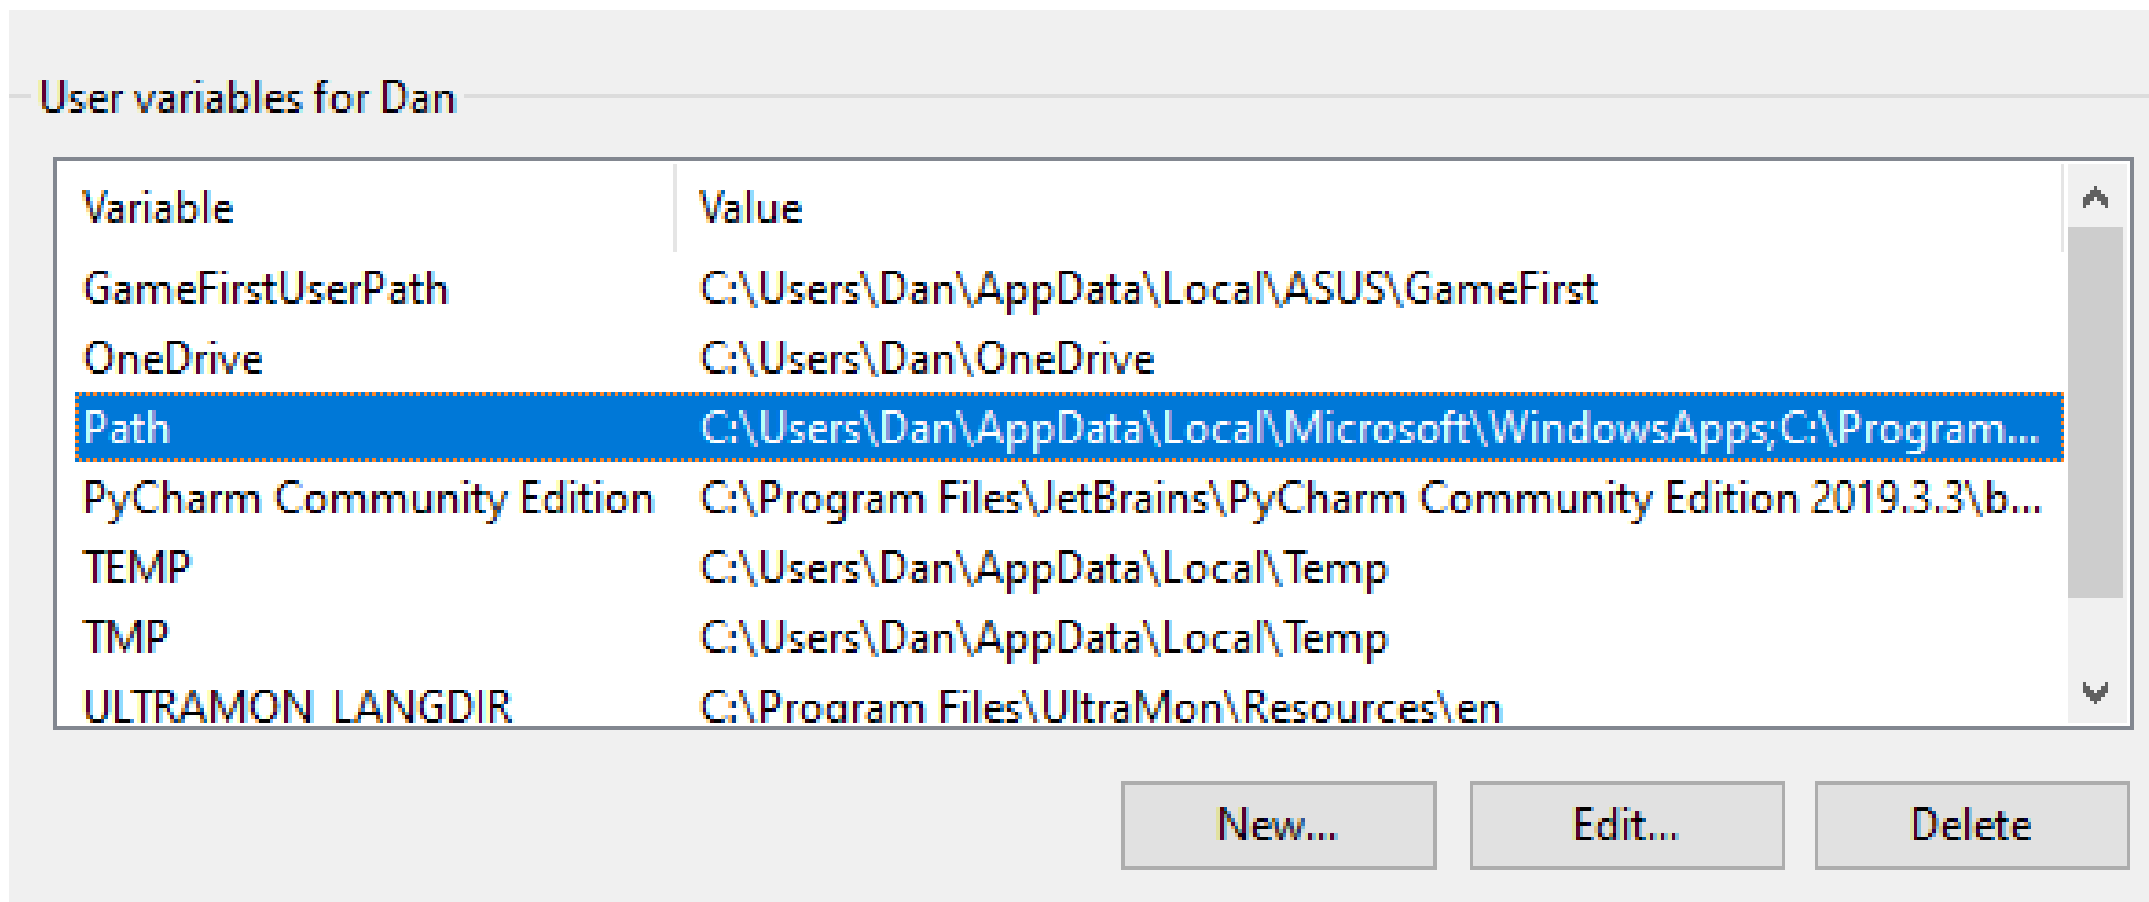 User variables for Dan
Variable Value
GameFirstUserPath C:\Users\Dan\AppData\Local\ASUS\GameFirst
OneDrive C:\Users\Dan\OneDrive
Path C:\Users\Dan\AppData\Local\Microsoft\WindowsApps;C:\Program...
PyCharm Community Edition C:\Program Files\JetBrains\PyCharm Community Edition 2019.3.3\b...
TEMP C:\Users\Dan\AppData\Local\Temp
TMP C:\Users\Dan\AppData\Local\Temp
ULTRAMON_LANGDIR C:\Program Files\UltraMon\Resources\en
New... Edit... Delete